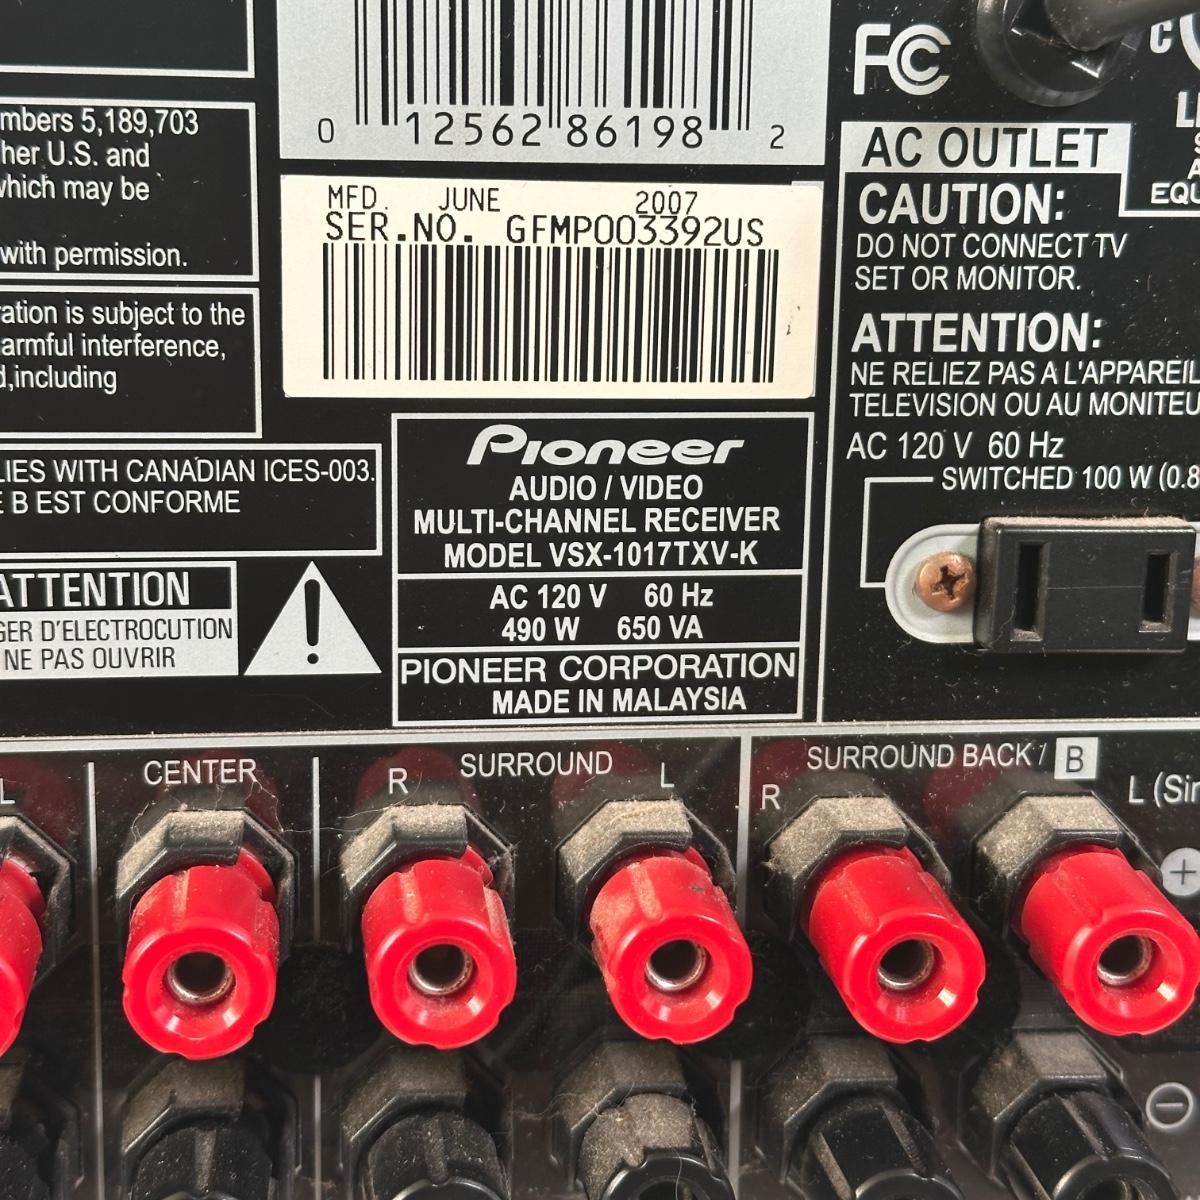 mbers 5,189,703
her U.S. and
which may be
with permission.
ration is subject to the
armful interference,
d,including
LIES WITH CANADIAN ICES-003.
E B EST CONFORME
ATTENTION
GER D'ELECTROCUTION
NE PAS OUVRIR
0 12562 86198 2
MFD. JUNE 2007
SER.NO. GFMP003392US
Pioneer
AUDIO / VIDEO
MULTI-CHANNEL RECEIVER
MODEL VSX-1017TXV-K
AC 120 V 60 Hz
490 W 650 VA
PIONEER CORPORATION
MADE IN MALAYSIA
FC
AC OUTLET
CAUTION:
DO NOT CONNECT TV
SET OR MONITOR.
ATTENTION:
NE RELIEZ PAS A L'APPAREIL
TELEVISION OU AU MONITEU
AC 120 V 60 Hz
SWITCHED 100 W (0.8
C
LI
EQU
L
CENTER
R SURROUND L
SURROUND BACK / B
R L (Sin
+
−